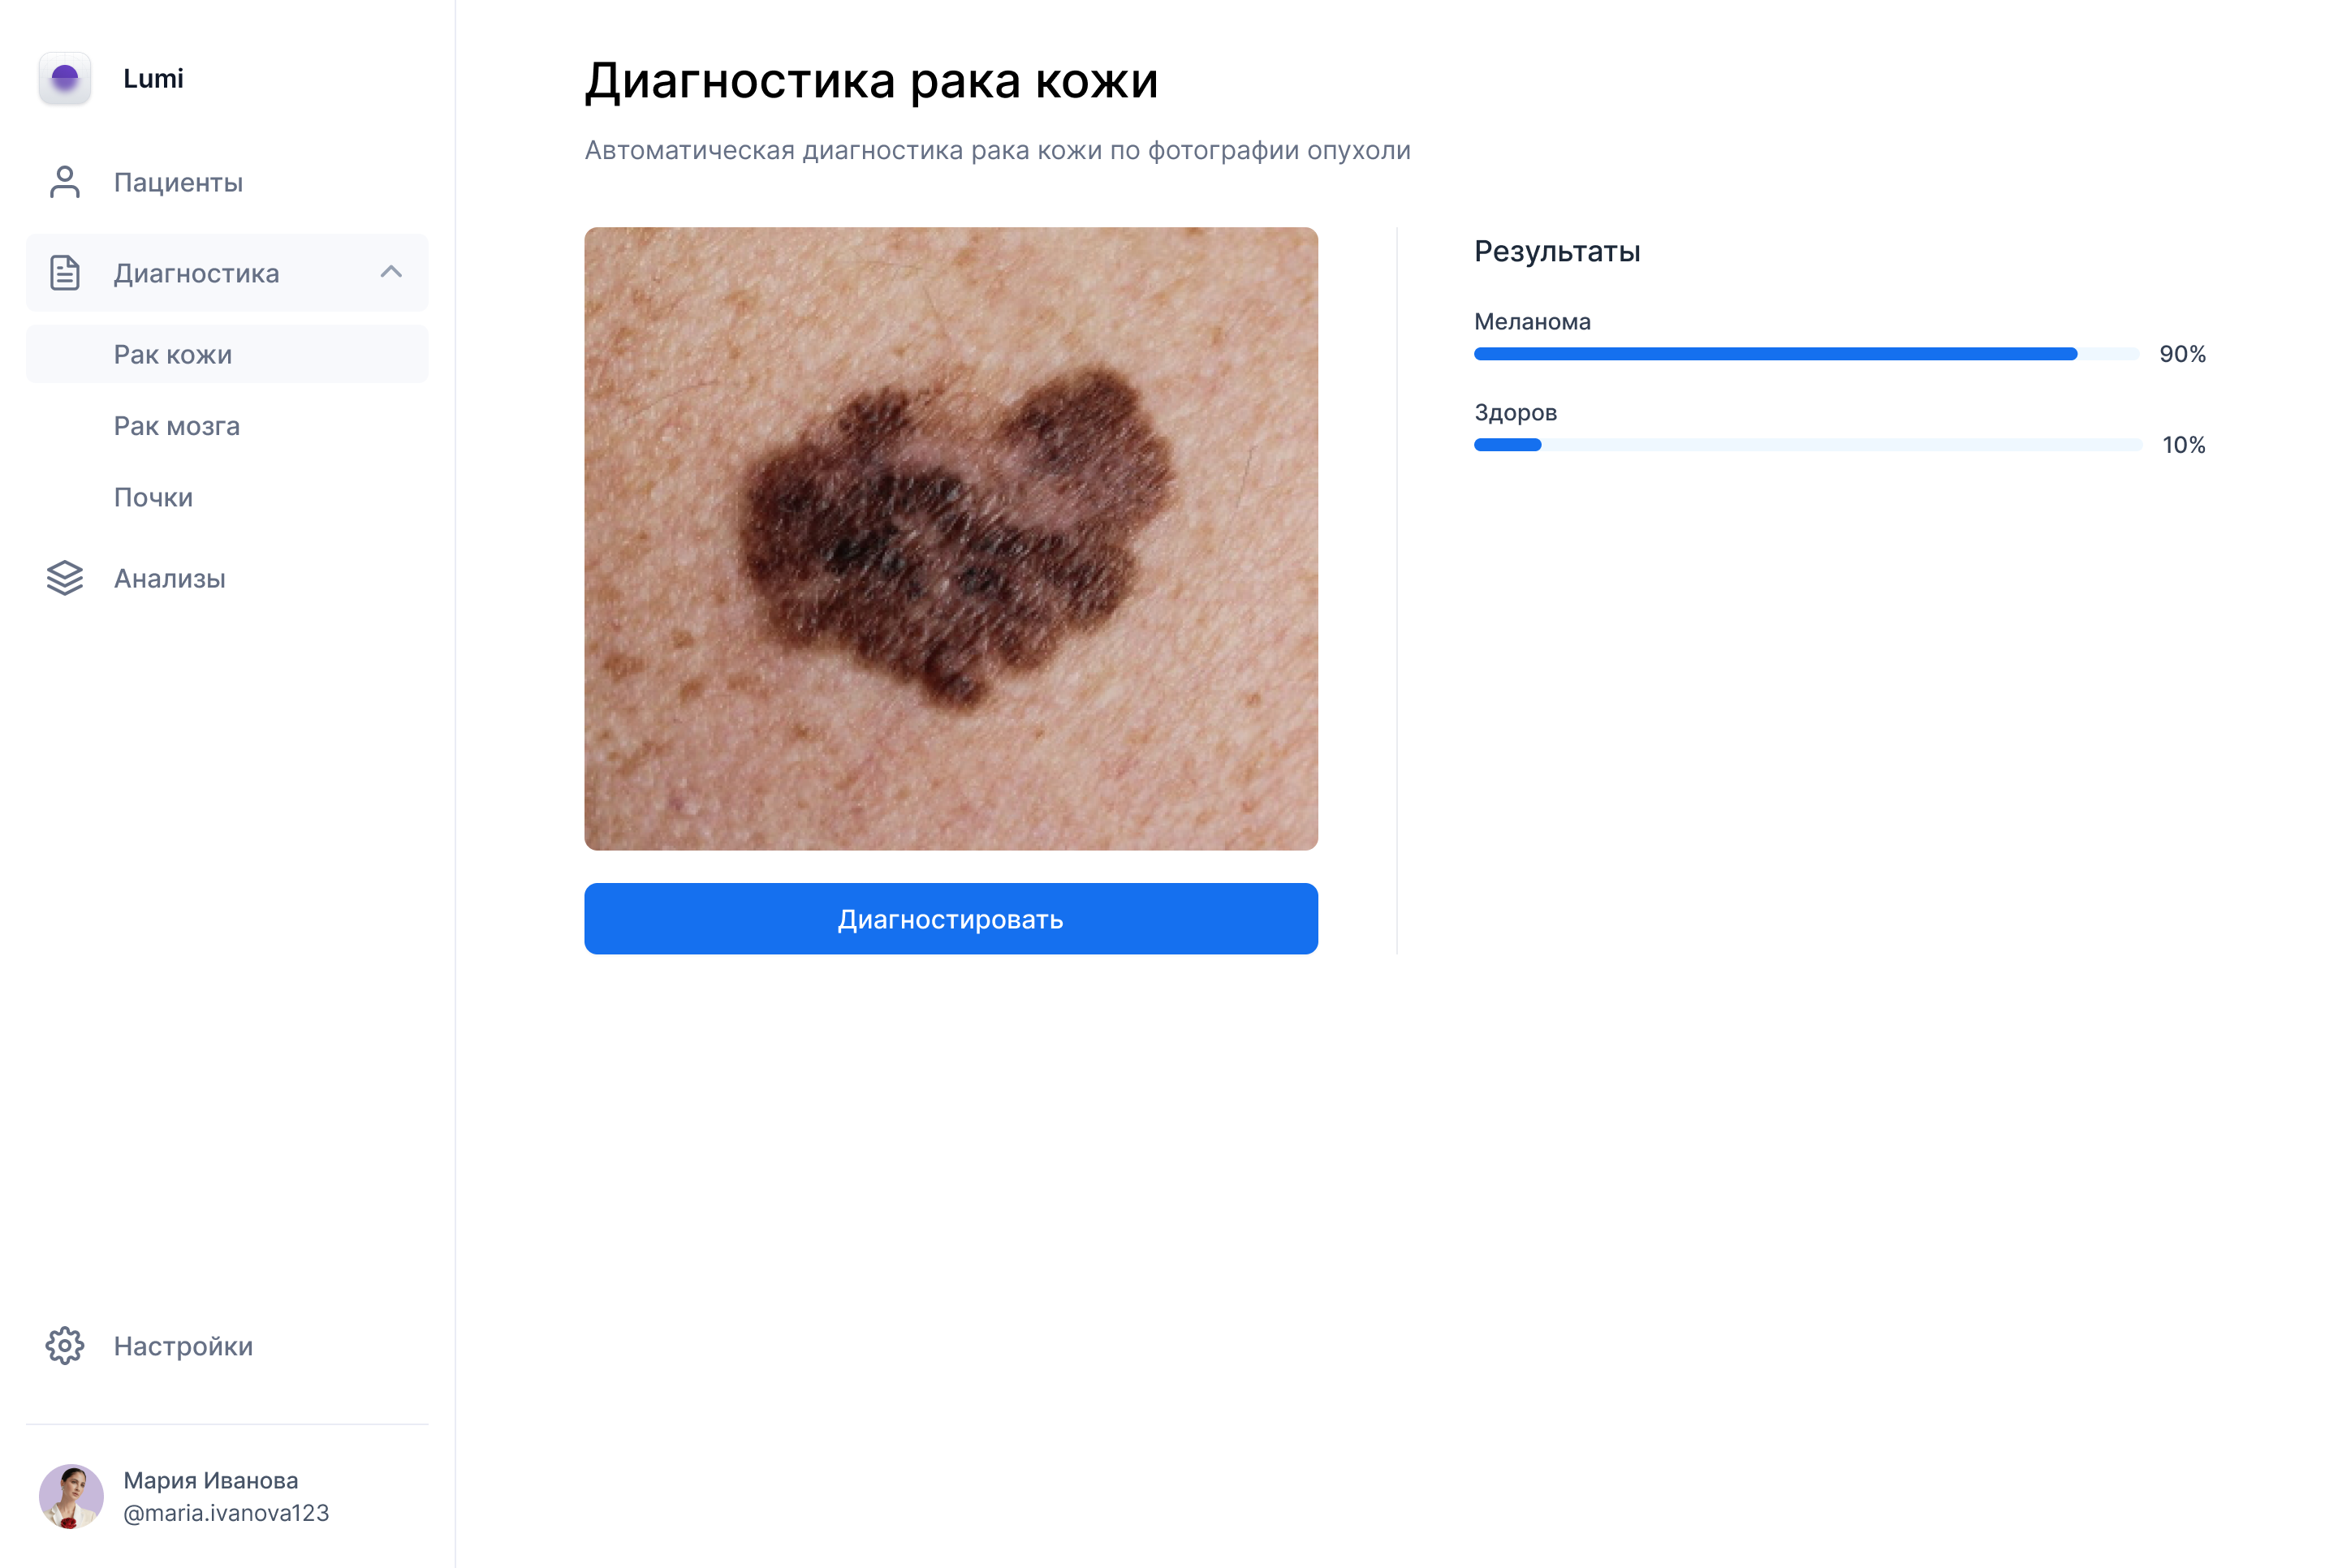 Lumi
Пациенты
Диагностика
Рак кожи
Рак мозга
Почки
Анализы
Настройки
Мария Иванова
@maria.ivanova123
Диагностика рака кожи
Автоматическая диагностика рака кожи по фотографии опухоли
Диагностировать
Результаты
Меланома
90%
Здоров
10%